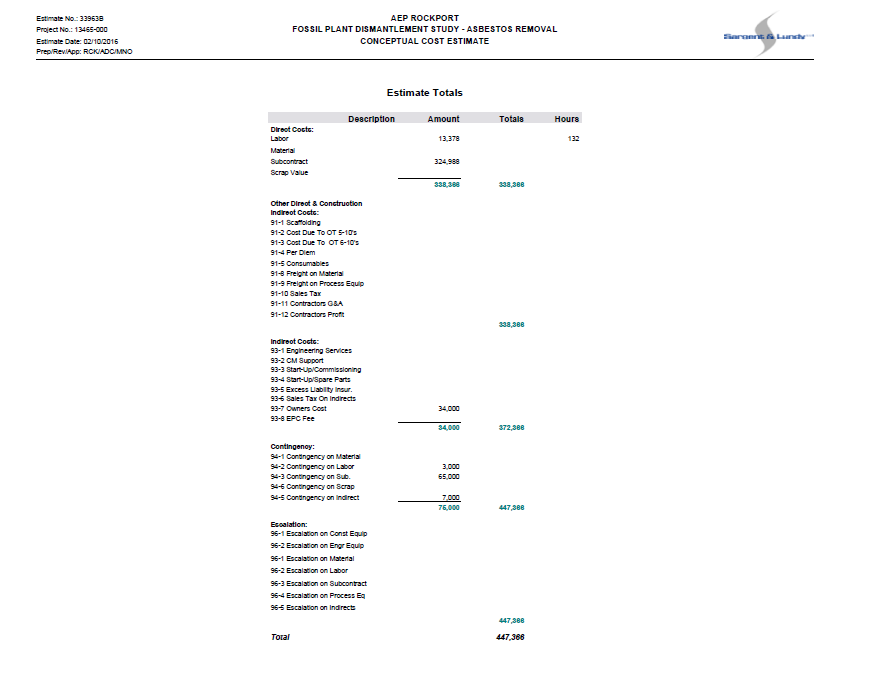 Estimate No.: 33963B
Project No.: 13465-000
Estimate Date: 02/10/2016
Prep/Rev/App: RCK/ADC/MNO
AEP ROCKPORT
FOSSIL PLANT DISMANTLEMENT STUDY - ASBESTOS REMOVAL
CONCEPTUAL COST ESTIMATE
Sargent & Lundy
Estimate Totals
Description Amount Totals Hours
Direct Costs:
Labor 13,378 132
Material
Subcontract 324,988
Scrap Value
338,366 338,366
Other Direct & Construction
Indirect Costs:
91-1 Scaffolding
91-2 Cost Due To OT 5-10's
91-3 Cost Due To OT 6-10's
91-4 Per Diem
91-5 Consumables
91-8 Freight on Material
91-9 Freight on Process Equip
91-10 Sales Tax
91-11 Contractors G&A
91-12 Contractors Profit
338,366
Indirect Costs:
93-1 Engineering Services
93-2 CM Support
93-3 Start-Up/Commissioning
93-4 Start-Up/Spare Parts
93-5 Excess Liability Insur.
93-6 Sales Tax On Indirects
93-7 Owners Cost 34,000
93-8 EPC Fee
34,000 372,366
Contingency:
94-1 Contingency on Material
94-2 Contingency on Labor 3,000
94-3 Contingency on Sub. 65,000
94-6 Contingency on Scrap
94-5 Contingency on Indirect 7,000
75,000 447,366
Escalation:
96-1 Escalation on Const Equip
96-2 Escalation on Engr Equip
96-1 Escalation on Material
96-2 Escalation on Labor
96-3 Escalation on Subcontract
96-4 Escalation on Process Eq
96-5 Escalation on Indirects
447,366
Total 447,366